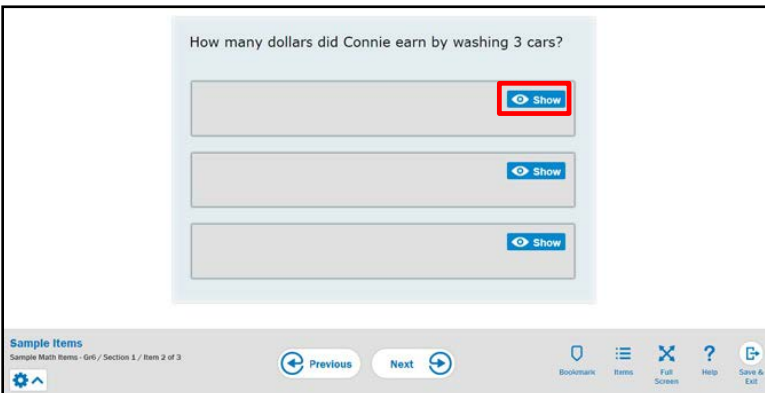 How many dollars did Connie earn by washing 3 cars?
Show
Show
Show
Sample Items
Sample Math Items - Gr6 / Section 1 / Item 2 of 3
Previous
Next
Bookmark
Items
Full
Screen
Help
Save &
Exit